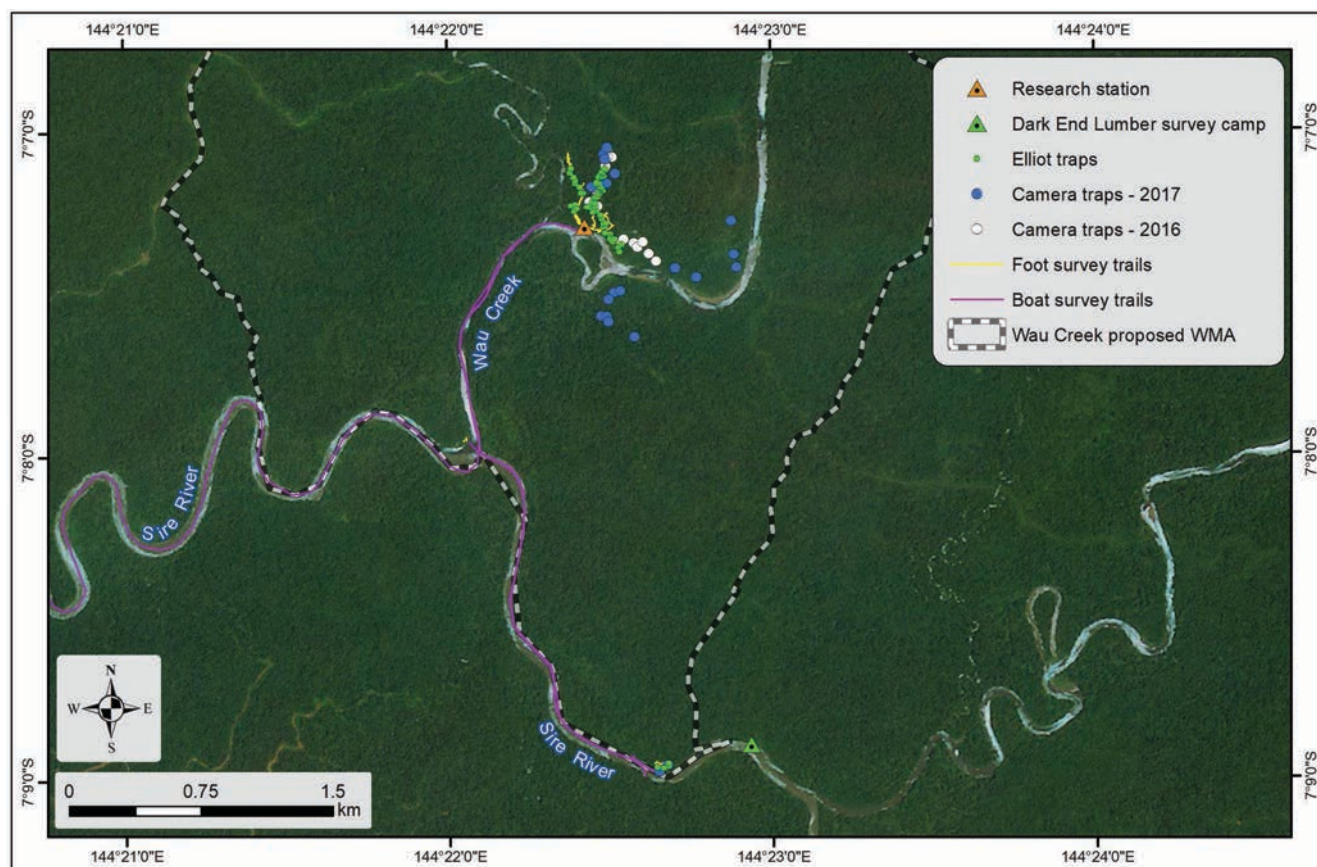 144°21'0"E 144°22'0"E 144°23'0"E 144°24'0"E
Research station
Dark End Lumber survey camp
Elliot traps
Camera traps - 2017
Camera traps - 2016
Foot survey trails
Boat survey trails
Wau Creek proposed WMA
7°7'0"S 7°7'0"S
Wau Creek
7°8'0"S 7°8'0"S
Sire River
Sire River
N
W E
S
0 0.75 1.5
km
7°9'0"S 7°9'0"S
144°21'0"E 144°22'0"E 144°23'0"E 144°24'0"E